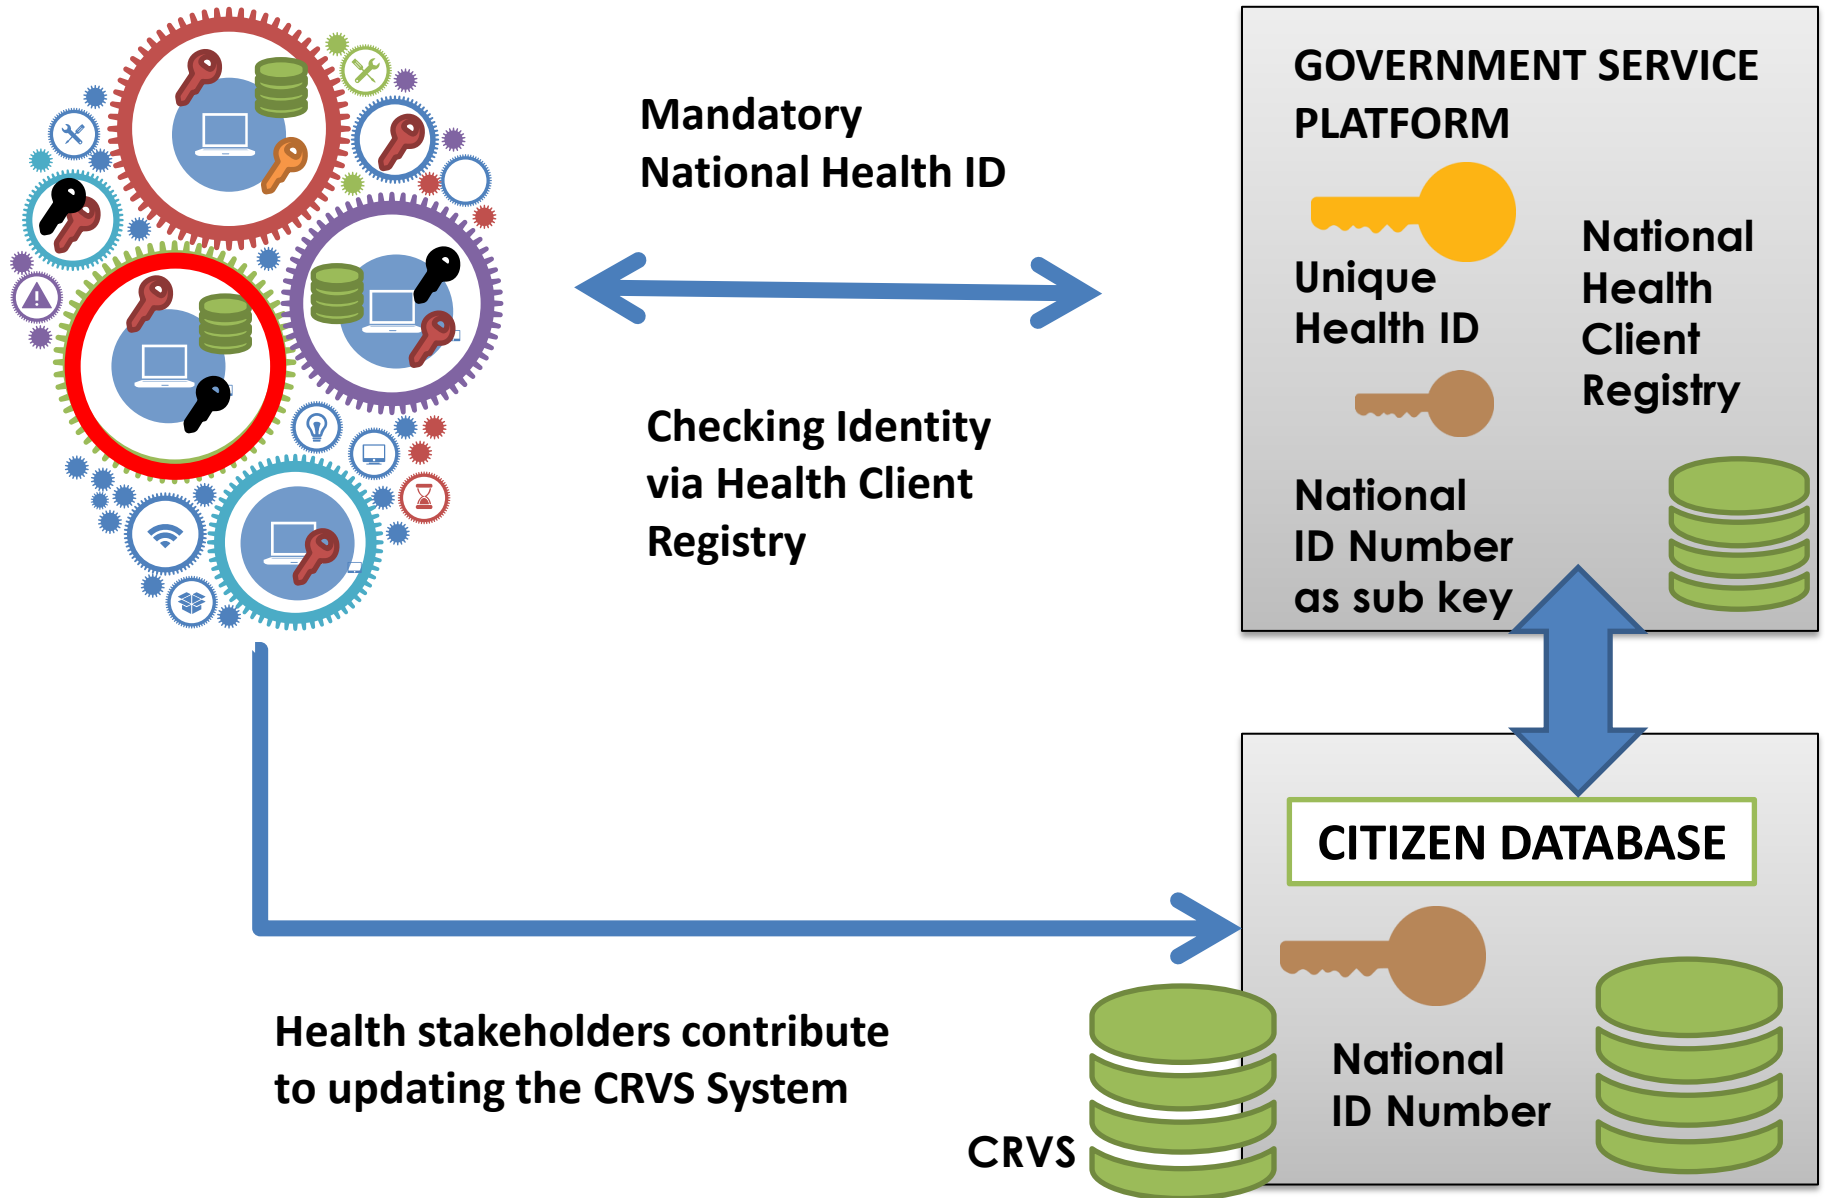 Mandatory
National Health ID
Checking Identity
via Health Client
Registry
GOVERNMENT SERVICE
PLATFORM
Unique
Health ID
National
Health
Client
Registry
National
ID Number
as sub key
CITIZEN DATABASE
National
ID Number
Health stakeholders contribute
to updating the CRVS System
CRVS